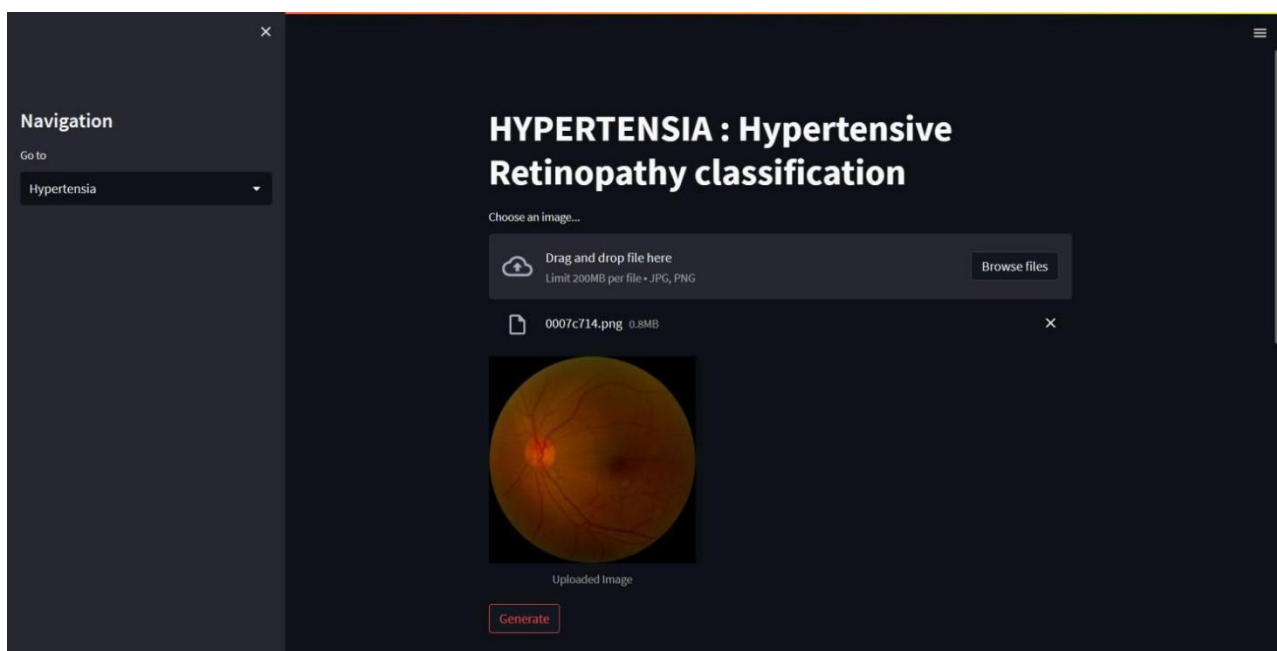 Navigation
Go to
Hypertensia
HYPERTENSIA : Hypertensive
Retinopathy classification
Choose an image...
Drag and drop file here
Limit 200MB per file • JPG, PNG
Browse files
0007c714.png 0.8MB
Uploaded Image
Generate